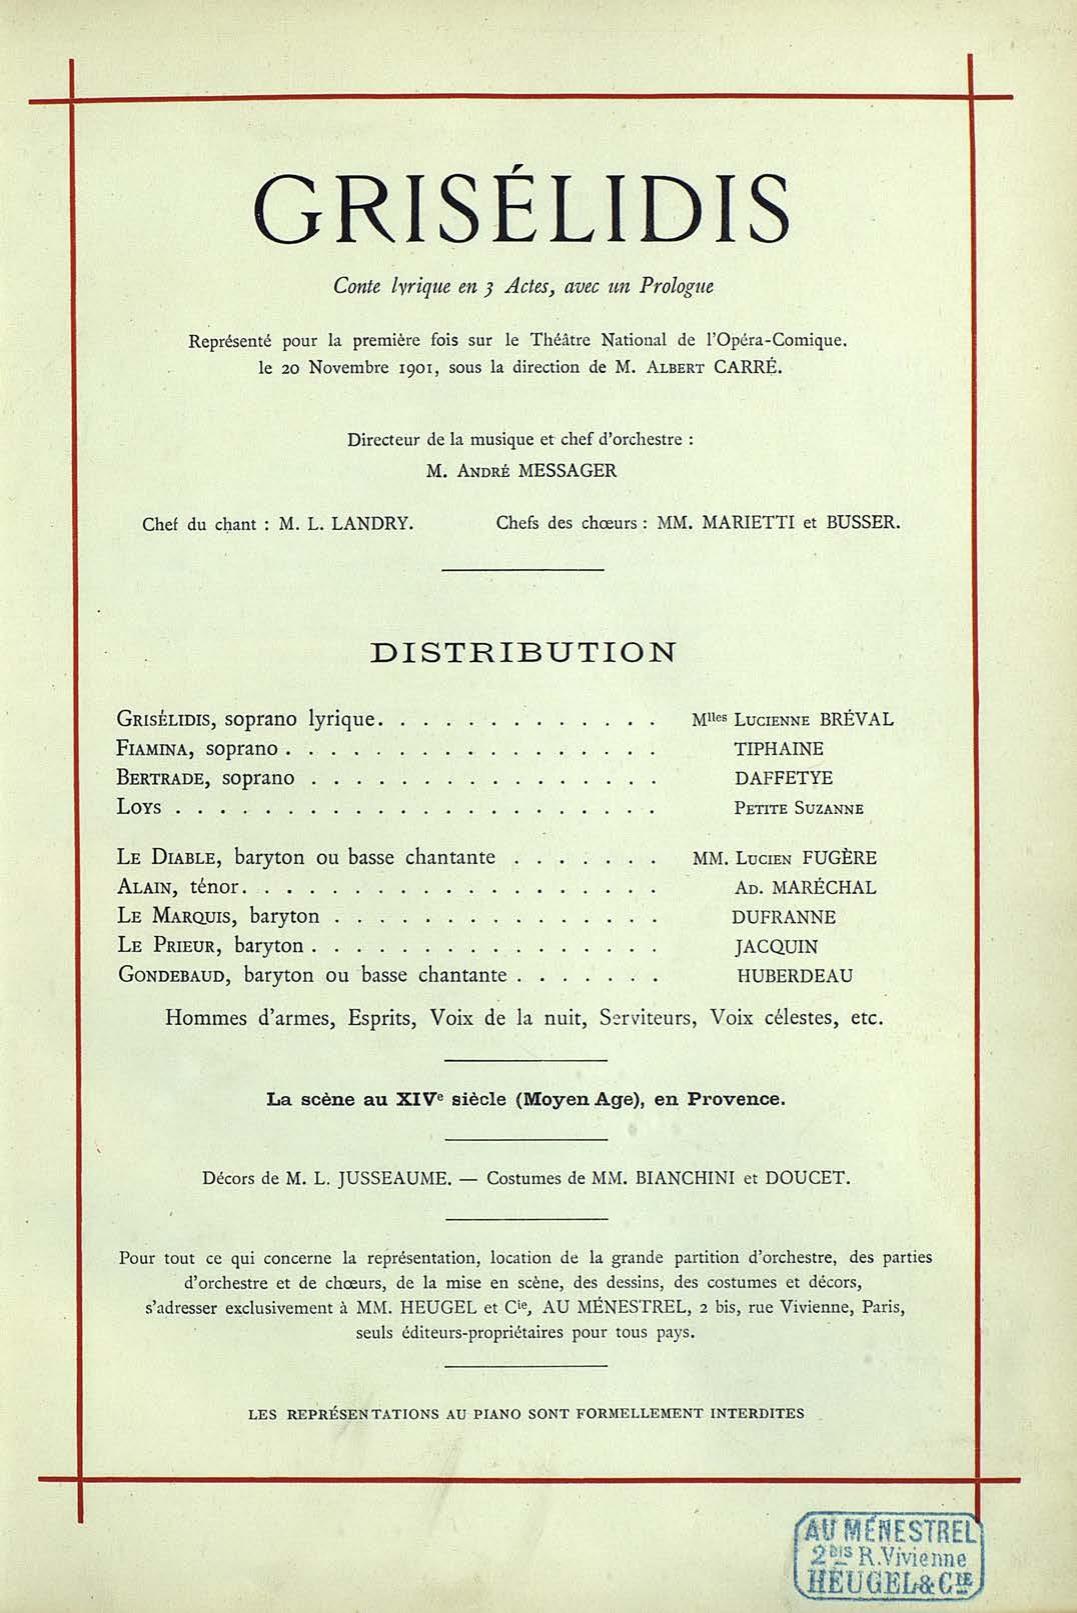 GRISÉLIDIS
Conte lyrique en 3 Actes, avec un Prologue
Représenté pour la première fois sur le Théâtre National de l'Opéra-Comique.
le 20 Novembre 1901, sous la direction de M. ALBERT CARRÉ.
Directeur de la musique et chef d'orchestre :
M. ANDRÉ MESSAGER
Chef du chant : M. L. LANDRY. Chefs des chœurs : MM. MARIETTI et BUSSER.
DISTRIBUTION
GRISÉLIDIS, soprano lyrique. . . . . . . . . . . . . Mlles LUCIENNE BRÉVAL
FIAMINA, soprano . . . . . . . . . . . . . . . . . TIPHAINE
BERTRADE, soprano . . . . . . . . . . . . . . . . DAFFETYE
LOYS . . . . . . . . . . . . . . . . . . . . . . PETITE SUZANNE
LE DIABLE, baryton ou basse chantante . . . . . . . MM. LUCIEN FUGÈRE
ALAIN, ténor. . . . . . . . . . . . . . . . . . . AD. MARÉCHAL
LE MARQUIS, baryton . . . . . . . . . . . . . . . DUFRANNE
LE PRIEUR, baryton . . . . . . . . . . . . . . . . JACQUIN
GONDEBAUD, baryton ou basse chantante . . . . . . . HUBERDEAU
Hommes d'armes, Esprits, Voix de la nuit, Serviteurs, Voix célestes, etc.
La scène au XIVe siècle (Moyen Age), en Provence.
Décors de M. L. JUSSEAUME. — Costumes de MM. BIANCHINI et DOUCET.
Pour tout ce qui concerne la représentation, location de la grande partition d'orchestre, des parties
d'orchestre et de chœurs, de la mise en scène, des dessins, des costumes et décors,
s'adresser exclusivement à MM. HEUGEL et Cie, AU MÉNESTREL, 2 bis, rue Vivienne, Paris,
seuls éditeurs-propriétaires pour tous pays.
LES REPRÉSENTATIONS AU PIANO SONT FORMELLEMENT INTERDITES
AU MÉNESTREL
2 BIS R. Vivienne
HEUGEL & CIE